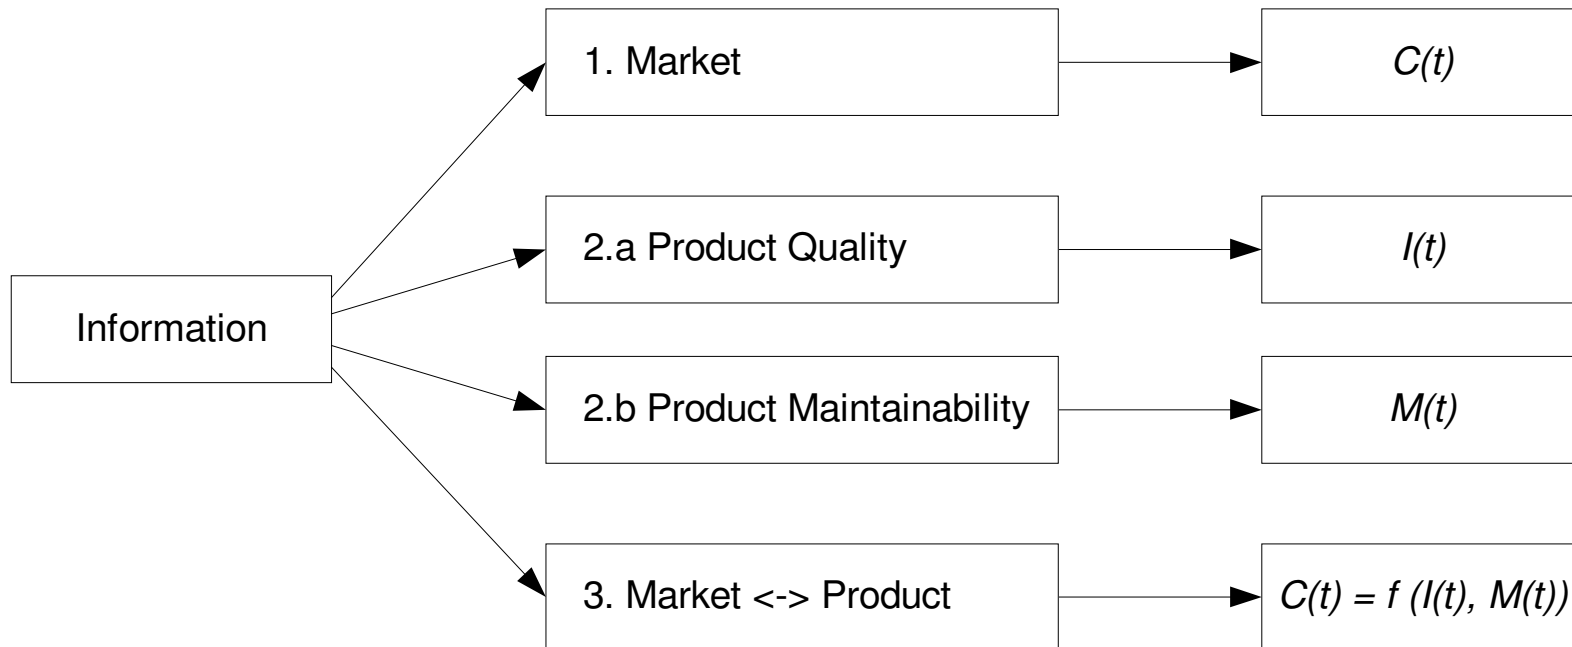 1. Market
C(t)
2.a Product Quality
I(t)
Information
2.b Product Maintainability
M(t)
3. Market <-> Product
C(t) = f (I(t), M(t))